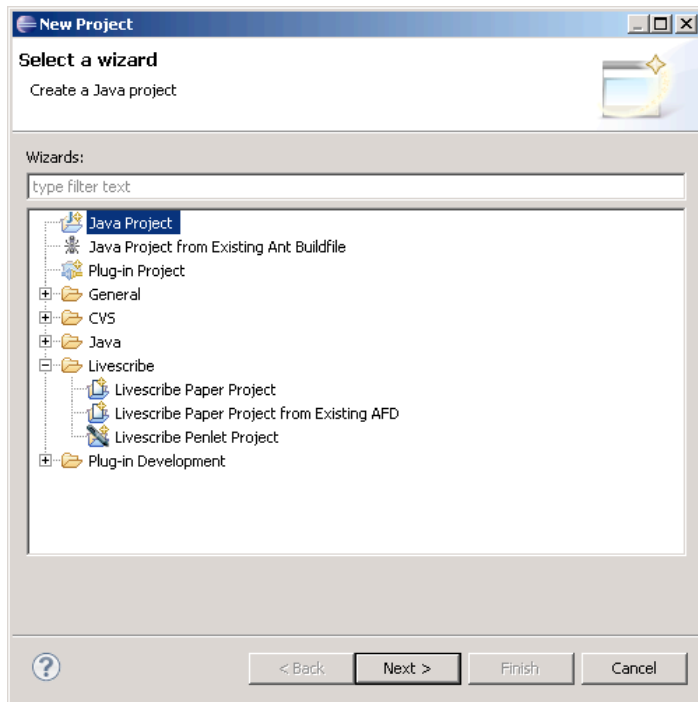 New Project
Select a wizard
Create a Java project
Wizards:
type filter text
Java Project
Java Project from Existing Ant Buildfile
Plug-in Project
General
CVS
Java
Livescribe
Livescribe Paper Project
Livescribe Paper Project from Existing AFD
Livescribe Penlet Project
Plug-in Development
< Back Next > Finish Cancel